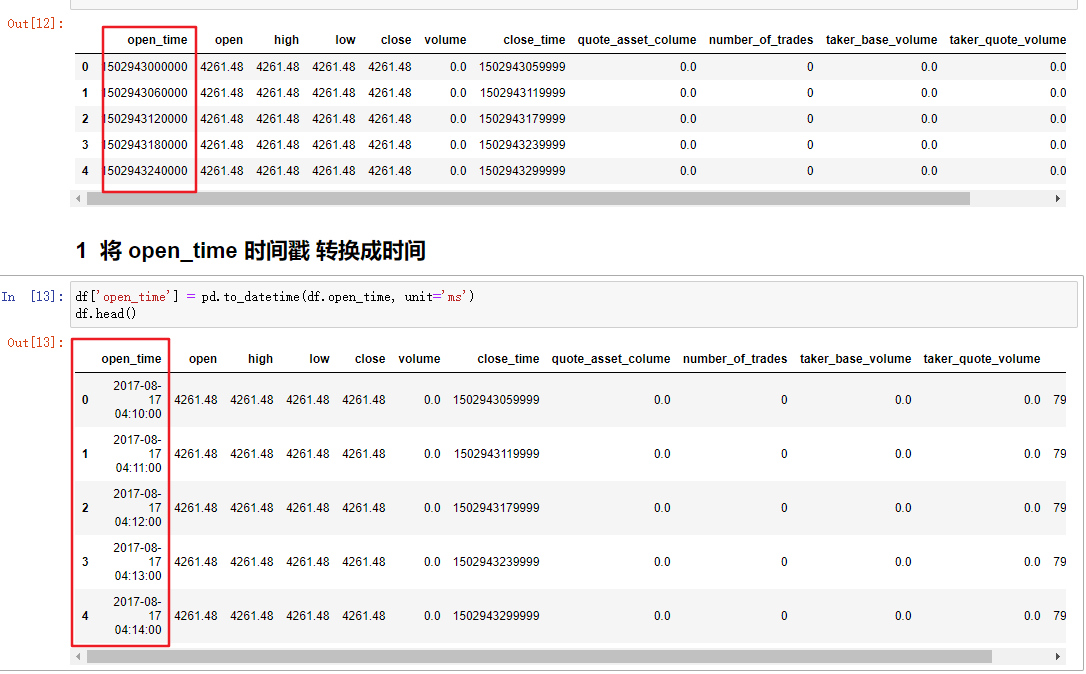 Out[12]:
open_time open high low close volume close_time quote_asset_colume number_of_trades taker_base_volume taker_quote_volume
0 1502943000000 4261.48 4261.48 4261.48 4261.48 0.0 1502943059999 0.0 0 0.0 0.0
1 1502943060000 4261.48 4261.48 4261.48 4261.48 0.0 1502943119999 0.0 0 0.0 0.0
2 1502943120000 4261.48 4261.48 4261.48 4261.48 0.0 1502943179999 0.0 0 0.0 0.0
3 1502943180000 4261.48 4261.48 4261.48 4261.48 0.0 1502943239999 0.0 0 0.0 0.0
4 1502943240000 4261.48 4261.48 4261.48 4261.48 0.0 1502943299999 0.0 0 0.0 0.0
1 将 open_time 时间戳 转换成时间
In [13]: df['open_time'] = pd.to_datetime(df.open_time, unit='ms')
df.head()
Out[13]:
open_time open high low close volume close_time quote_asset_colume number_of_trades taker_base_volume taker_quote_volume
2017-08-
0 17 4261.48 4261.48 4261.48 4261.48 0.0 1502943059999 0.0 0 0.0 0.0 79
04:10:00
2017-08-
1 17 4261.48 4261.48 4261.48 4261.48 0.0 1502943119999 0.0 0 0.0 0.0 79
04:11:00
2017-08-
2 17 4261.48 4261.48 4261.48 4261.48 0.0 1502943179999 0.0 0 0.0 0.0 79
04:12:00
2017-08-
3 17 4261.48 4261.48 4261.48 4261.48 0.0 1502943239999 0.0 0 0.0 0.0 79
04:13:00
2017-08-
4 17 4261.48 4261.48 4261.48 4261.48 0.0 1502943299999 0.0 0 0.0 0.0 79
04:14:00